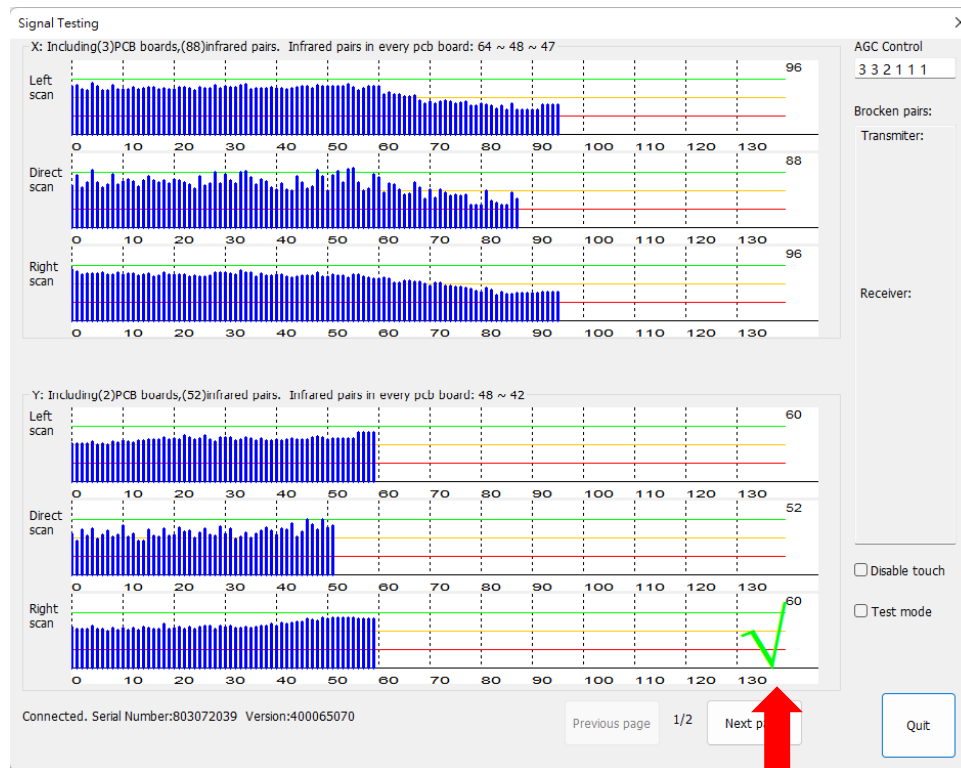 Signal Testing
X: Including(3)PCB boards,(88)infrared pairs. Infrared pairs in every pcb board: 64 ~ 48 ~ 47
Left scan
96
0 10 20 30 40 50 60 70 80 90 100 110 120 130
Direct scan
88
0 10 20 30 40 50 60 70 80 90 100 110 120 130
Right scan
96
0 10 20 30 40 50 60 70 80 90 100 110 120 130
Y: Including(2)PCB boards,(52)infrared pairs. Infrared pairs in every pcb board: 48 ~ 42
Left scan
60
0 10 20 30 40 50 60 70 80 90 100 110 120 130
Direct scan
52
0 10 20 30 40 50 60 70 80 90 100 110 120 130
Right scan
60
0 10 20 30 40 50 60 70 80 90 100 110 120 130
AGC Control
3 3 2 1 1 1
Brocken pairs:
Transmiter:
Receiver:
Disable touch
Test mode
Connected. Serial Number:803072039 Version:400065070
Previous page
1/2
Next
Quit